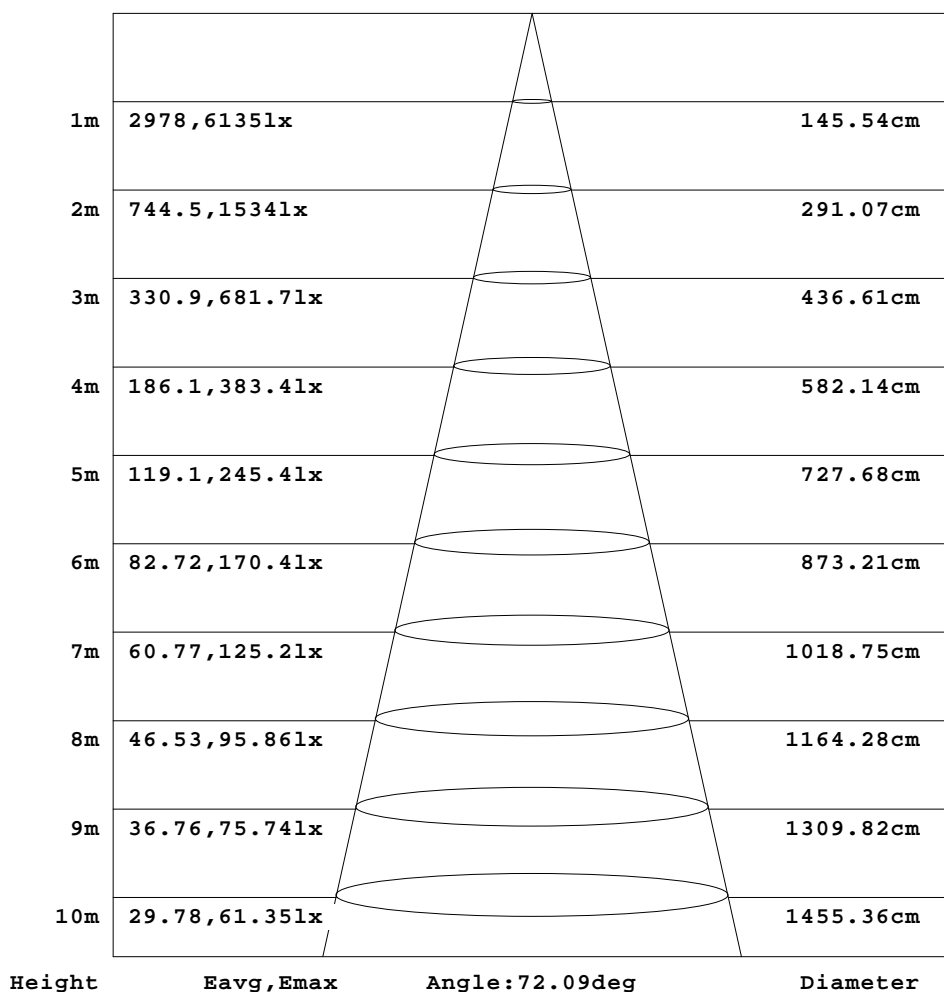 1m 2978,6135lx 145.54cm
2m 744.5,1534lx 291.07cm
3m 330.9,681.7lx 436.61cm
4m 186.1,383.4lx 582.14cm
5m 119.1,245.4lx 727.68cm
6m 82.72,170.4lx 873.21cm
7m 60.77,125.2lx 1018.75cm
8m 46.53,95.86lx 1164.28cm
9m 36.76,75.74lx 1309.82cm
10m 29.78,61.35lx 1455.36cm
Height Eavg,Emax Angle:72.09deg Diameter